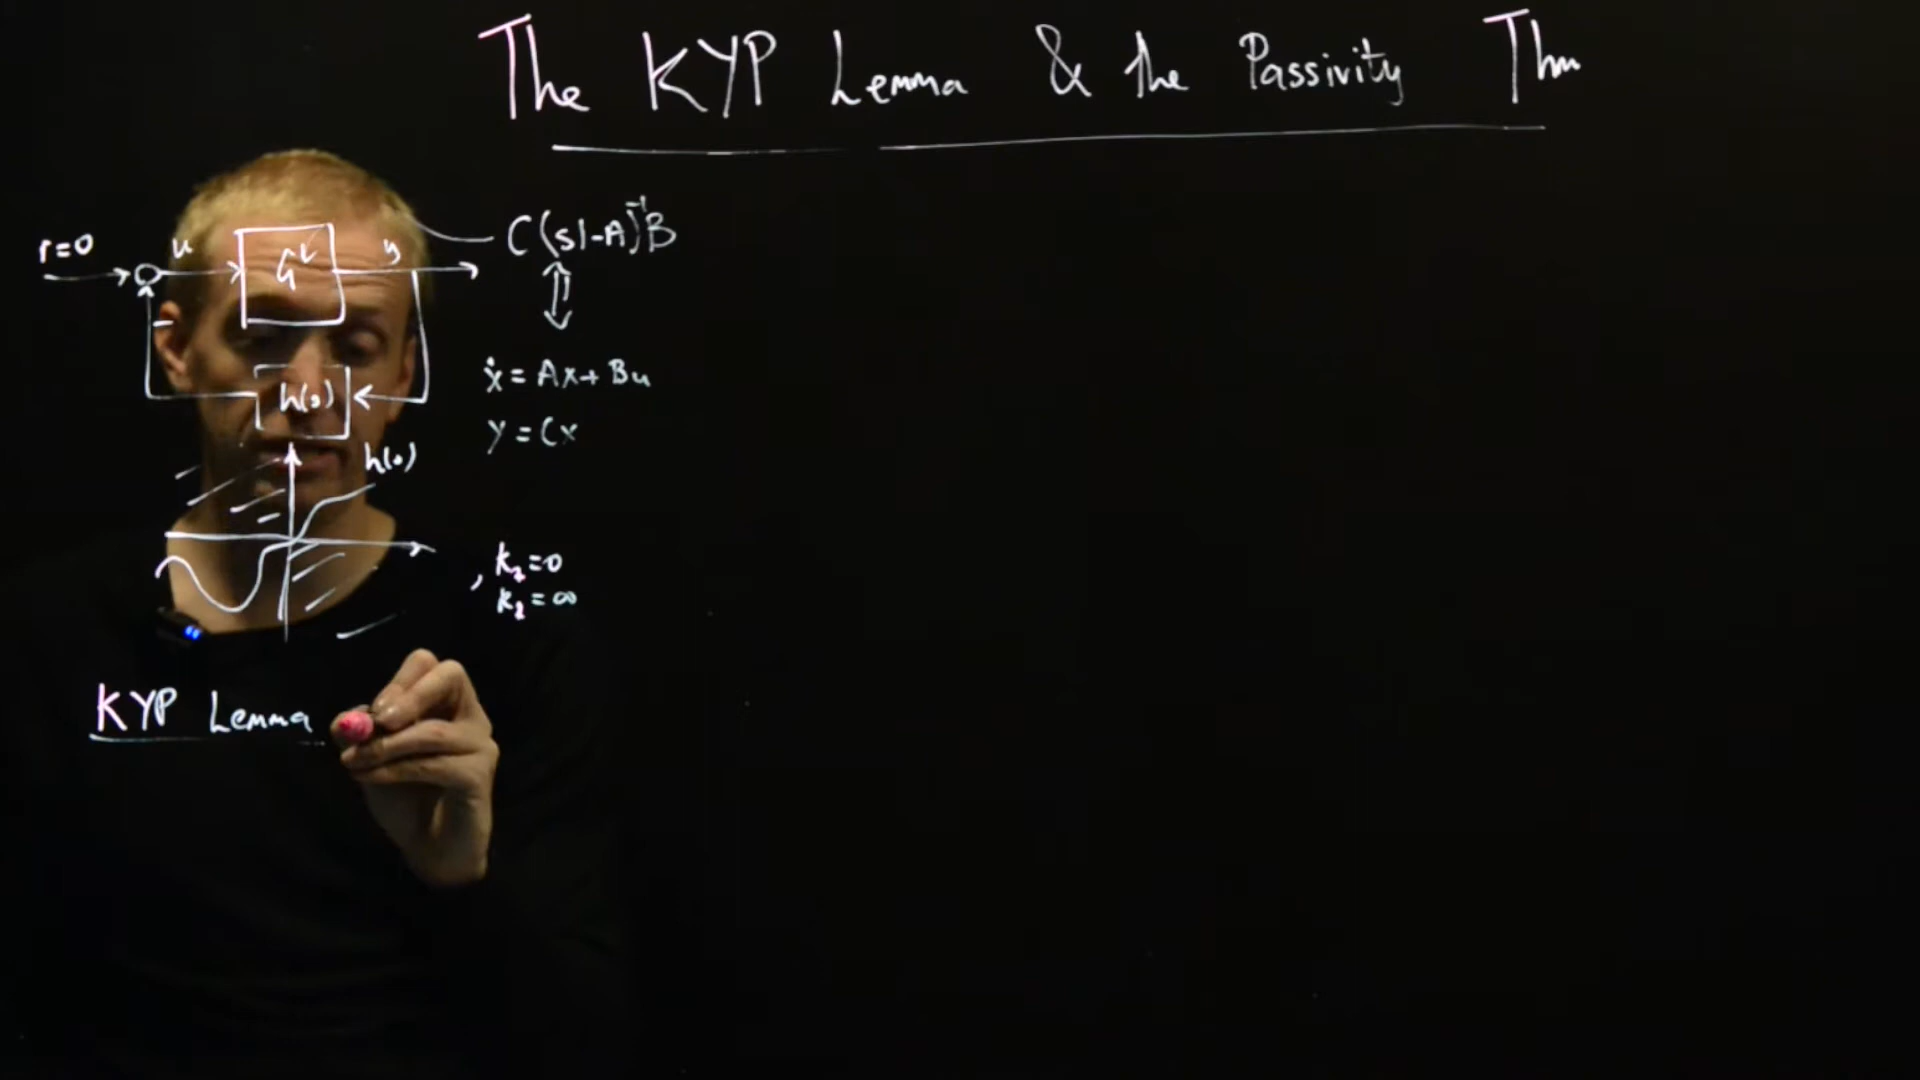 The KYP Lemma & the Passivity Thm
C(sI-A)⁻¹B
r=0 u G y
ẋ = Ax + Bu
h(.)
y = Cx
h(.)
, k₁=0
k₂=∞
KYP Lemma